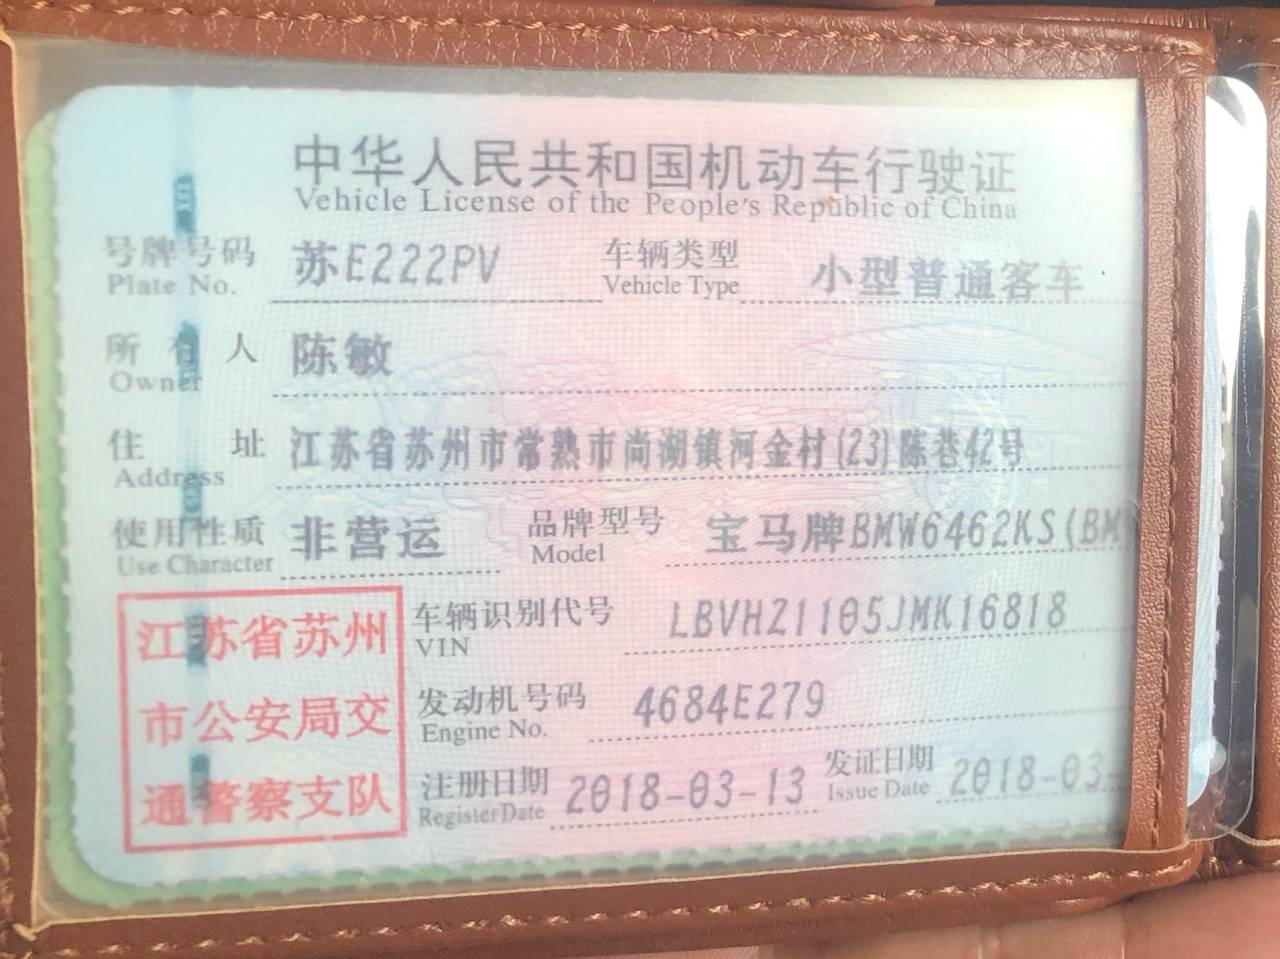 中华人民共和国机动车行驶证
Vehicle License of the People's Republic of China
号牌号码 苏E222PV 车辆类型 小型普通客车
Plate No. Vehicle Type
所有人 陈敏
Owner
住址 江苏省苏州市常熟市尚湖镇河金村(23)陈巷42号
Address
使用性质 非营运 品牌型号 宝马牌BMW6462KS(BM
Use Character Model
江苏省苏州
市公安局交
通警察支队
车辆识别代号 LBVHZ1105JMK16818
VIN
发动机号码 4684E279
Engine No.
注册日期 2018-03-13 发证日期 2018-03-
Register Date Issue Date